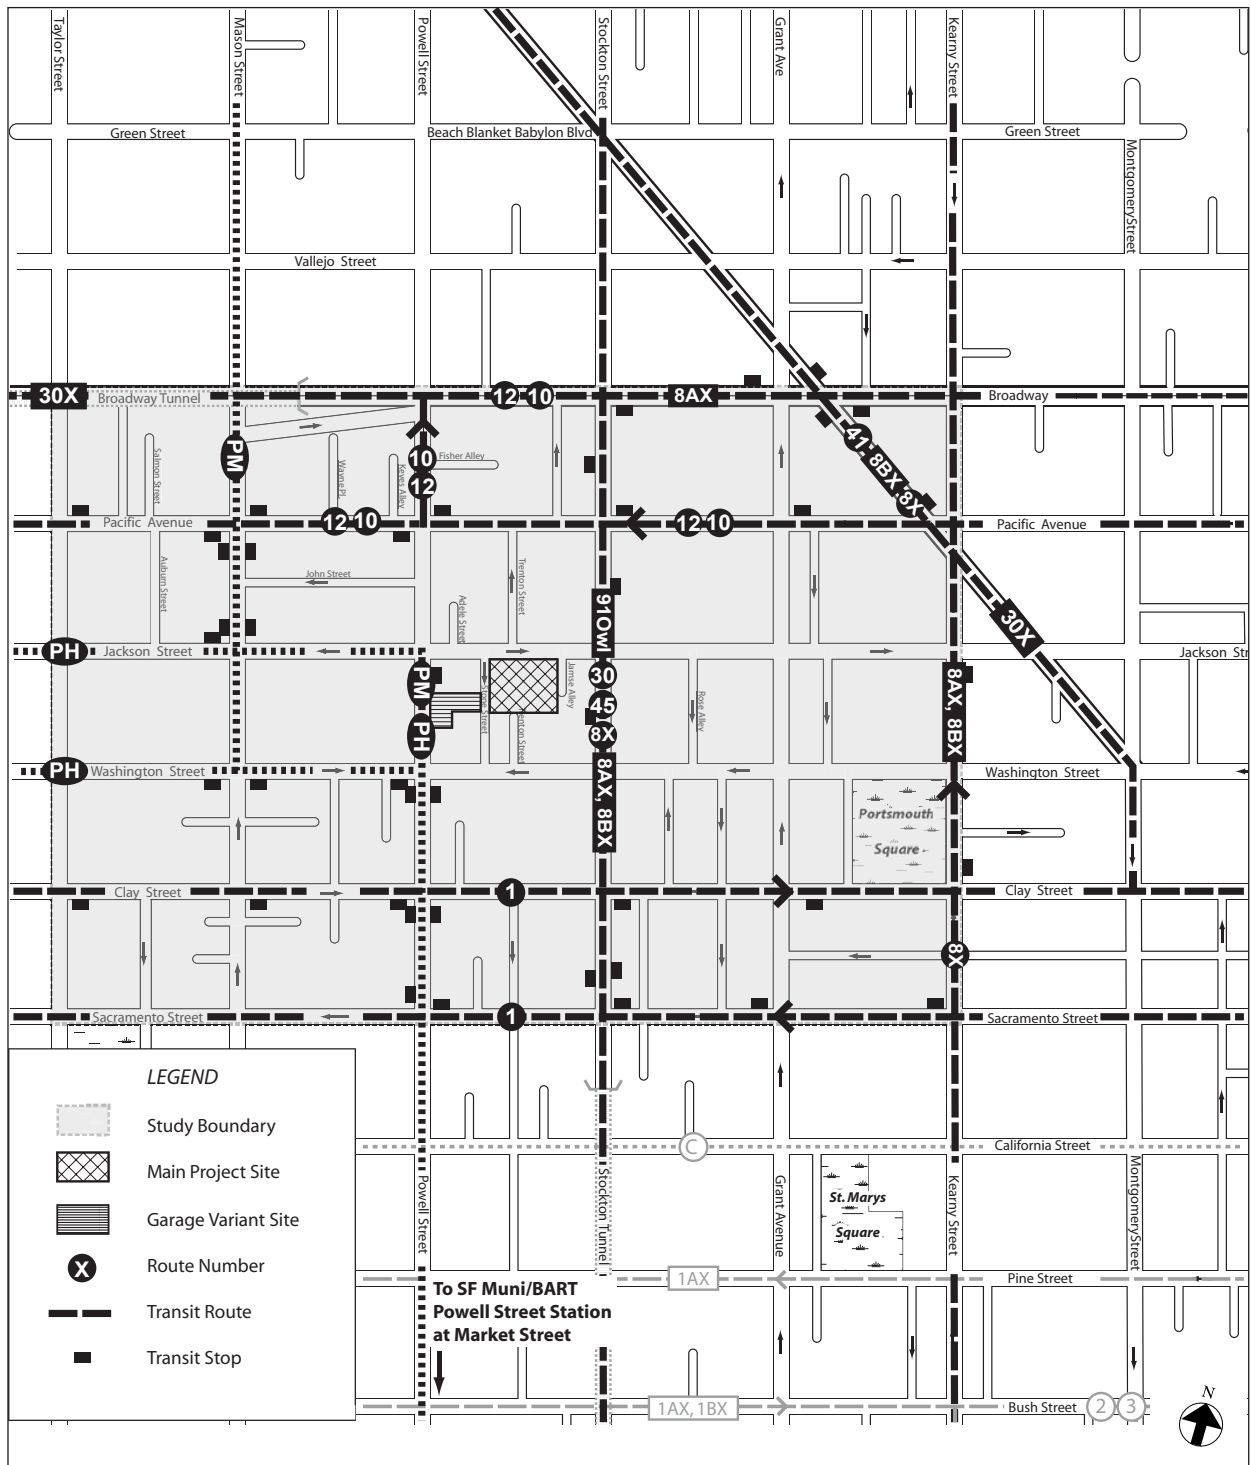 Taylor Street
Mason Street
Powell Street
Stockton Street
Grant Ave
Kearny Street
Green Street
Beach Blanket Babylon Blvd
Green Street
MontgomeryStreet
Vallejo Street
30X
Broadway Tunnel
12
10
8AX
Broadway
PM
10
12
Fisher Alley
Salmon Street
Wayne Pl.
Keyes Alley
41,
8BX
,8X
Pacific Avenue
12
10
12
10
Pacific Avenue
Auburn Street
John Street
Adele Street
Trenton Street
91Owl
30X
PH
Jackson Street
Jackson Str
PM
PH
Stone Street
Trenton Street
Jamse Alley
30
45
8X
Rose Alley
8AX, 8BX
PH
Washington Street
8AX, 8BX
Washington Street
Portsmouth
Square
Clay Street
1
Clay Street
8X
Sacramento Street
1
Sacramento Street
LEGEND
Study Boundary
Main Project Site
Garage Variant Site
X
Route Number
Transit Route
Transit Stop
C
California Street
Powell Street
Stockton Tunnel
Grant Avenue
St. Marys
Square
Kearny Street
MontgomeryStreet
1AX
Pine Street
To SF Muni/BART
Powell Street Station
at Market Street
1AX, 1BX
Bush Street
2
3
N